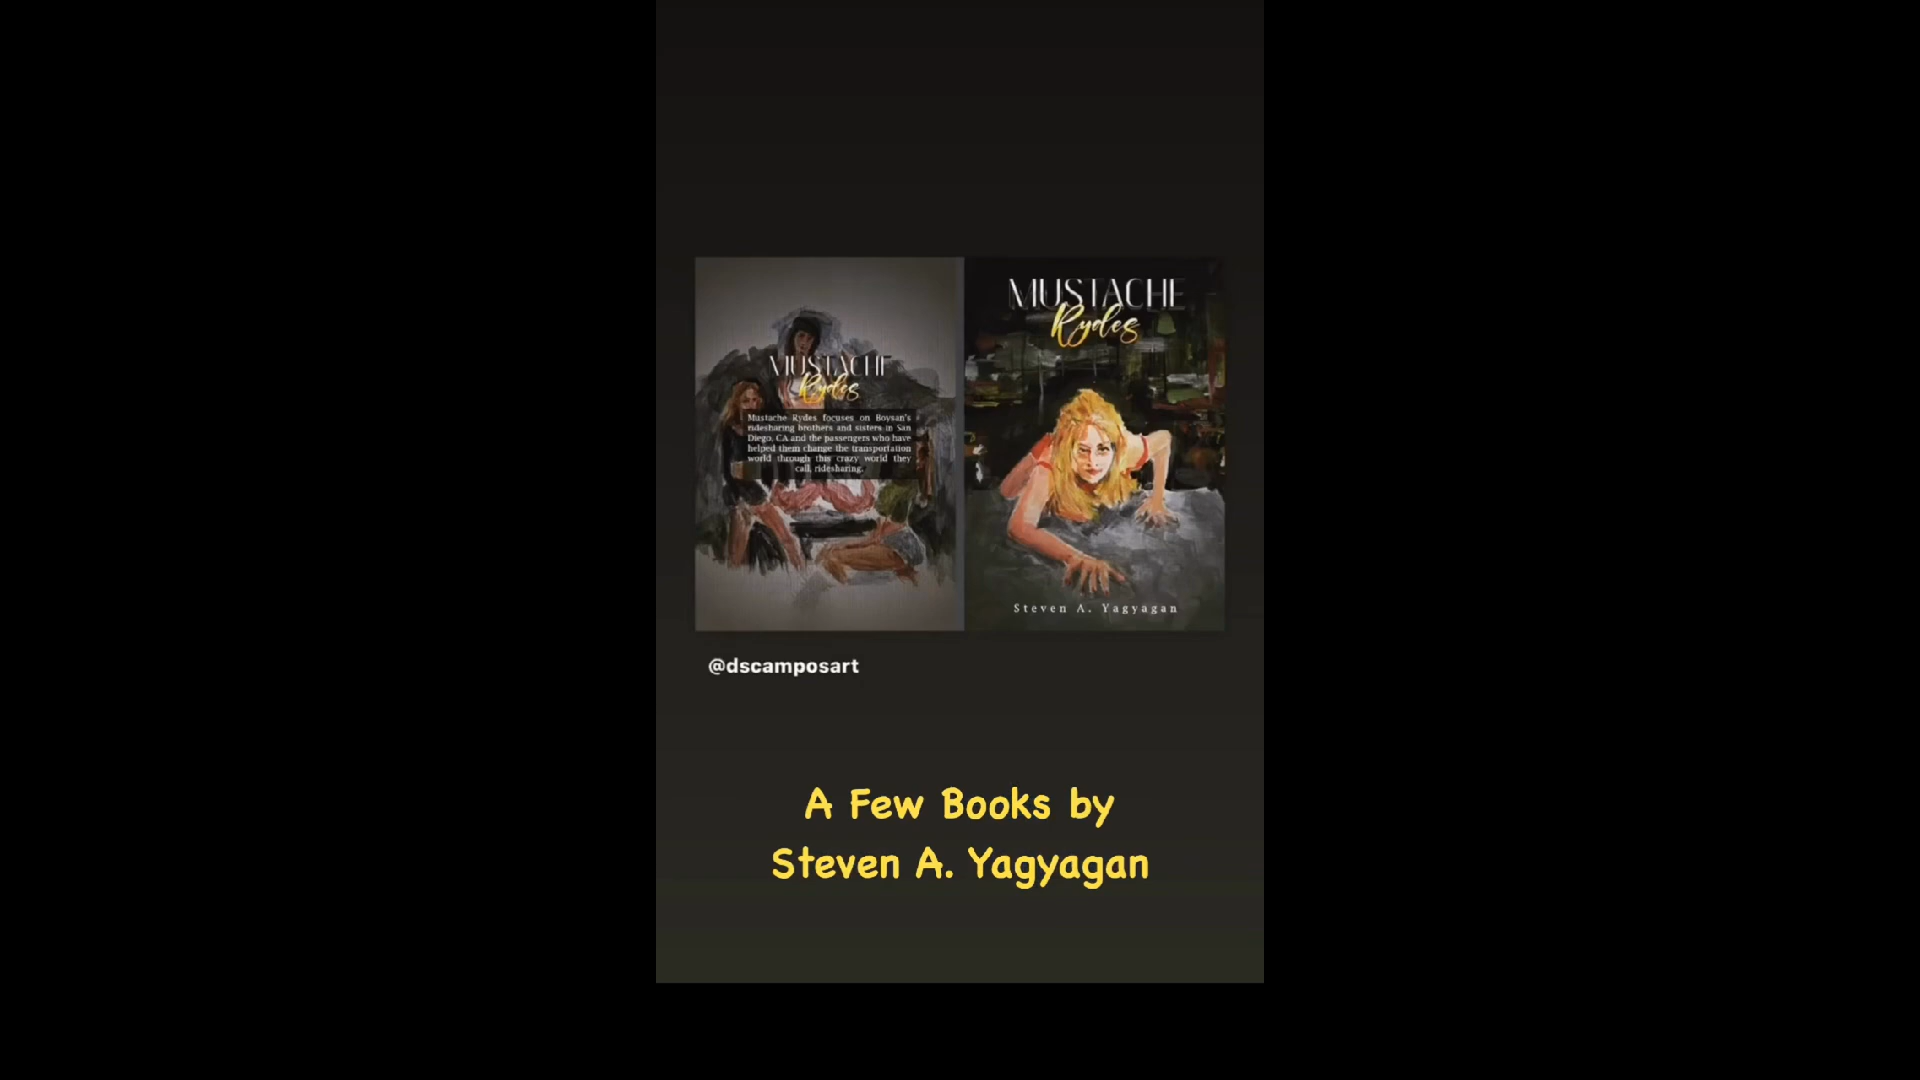 MUSTACHE
Rydes
Mustache Rydes focuses on Boysan's
ridesharing brothers and sisters in San
Diego, CA and the passengers who have
helped them change the transportation
world through this crazy world they
call, ridesharing.
MUSTACHE
Rydes
Steven A. Yagyagan
@dscamposart
A Few Books by
Steven A. Yagyagan